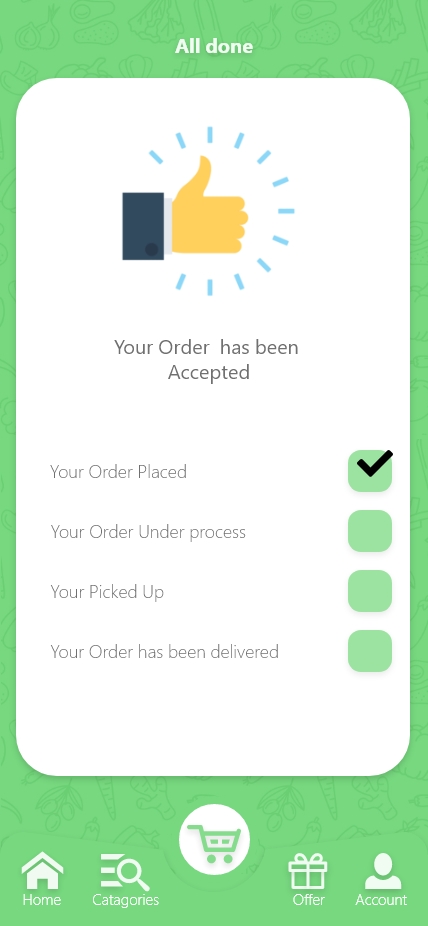 All done
Your Order has been
Accepted
Your Order Placed
Your Order Under process
Your Picked Up
Your Order has been delivered
Home
Catagories
Offer
Account